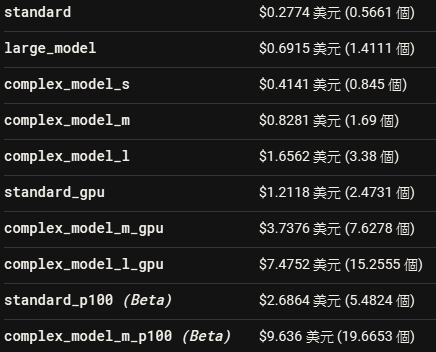 standard $0.2774 美元 (0.5661 個)
large_model $0.6915 美元 (1.4111 個)
complex_model_s $0.4141 美元 (0.845 個)
complex_model_m $0.8281 美元 (1.69 個)
complex_model_l $1.6562 美元 (3.38 個)
standard_gpu $1.2118 美元 (2.4731 個)
complex_model_m_gpu $3.7376 美元 (7.6278 個)
complex_model_l_gpu $7.4752 美元 (15.2555 個)
standard_p100 (Beta) $2.6864 美元 (5.4824 個)
complex_model_m_p100 (Beta) $9.636 美元 (19.6653 個)